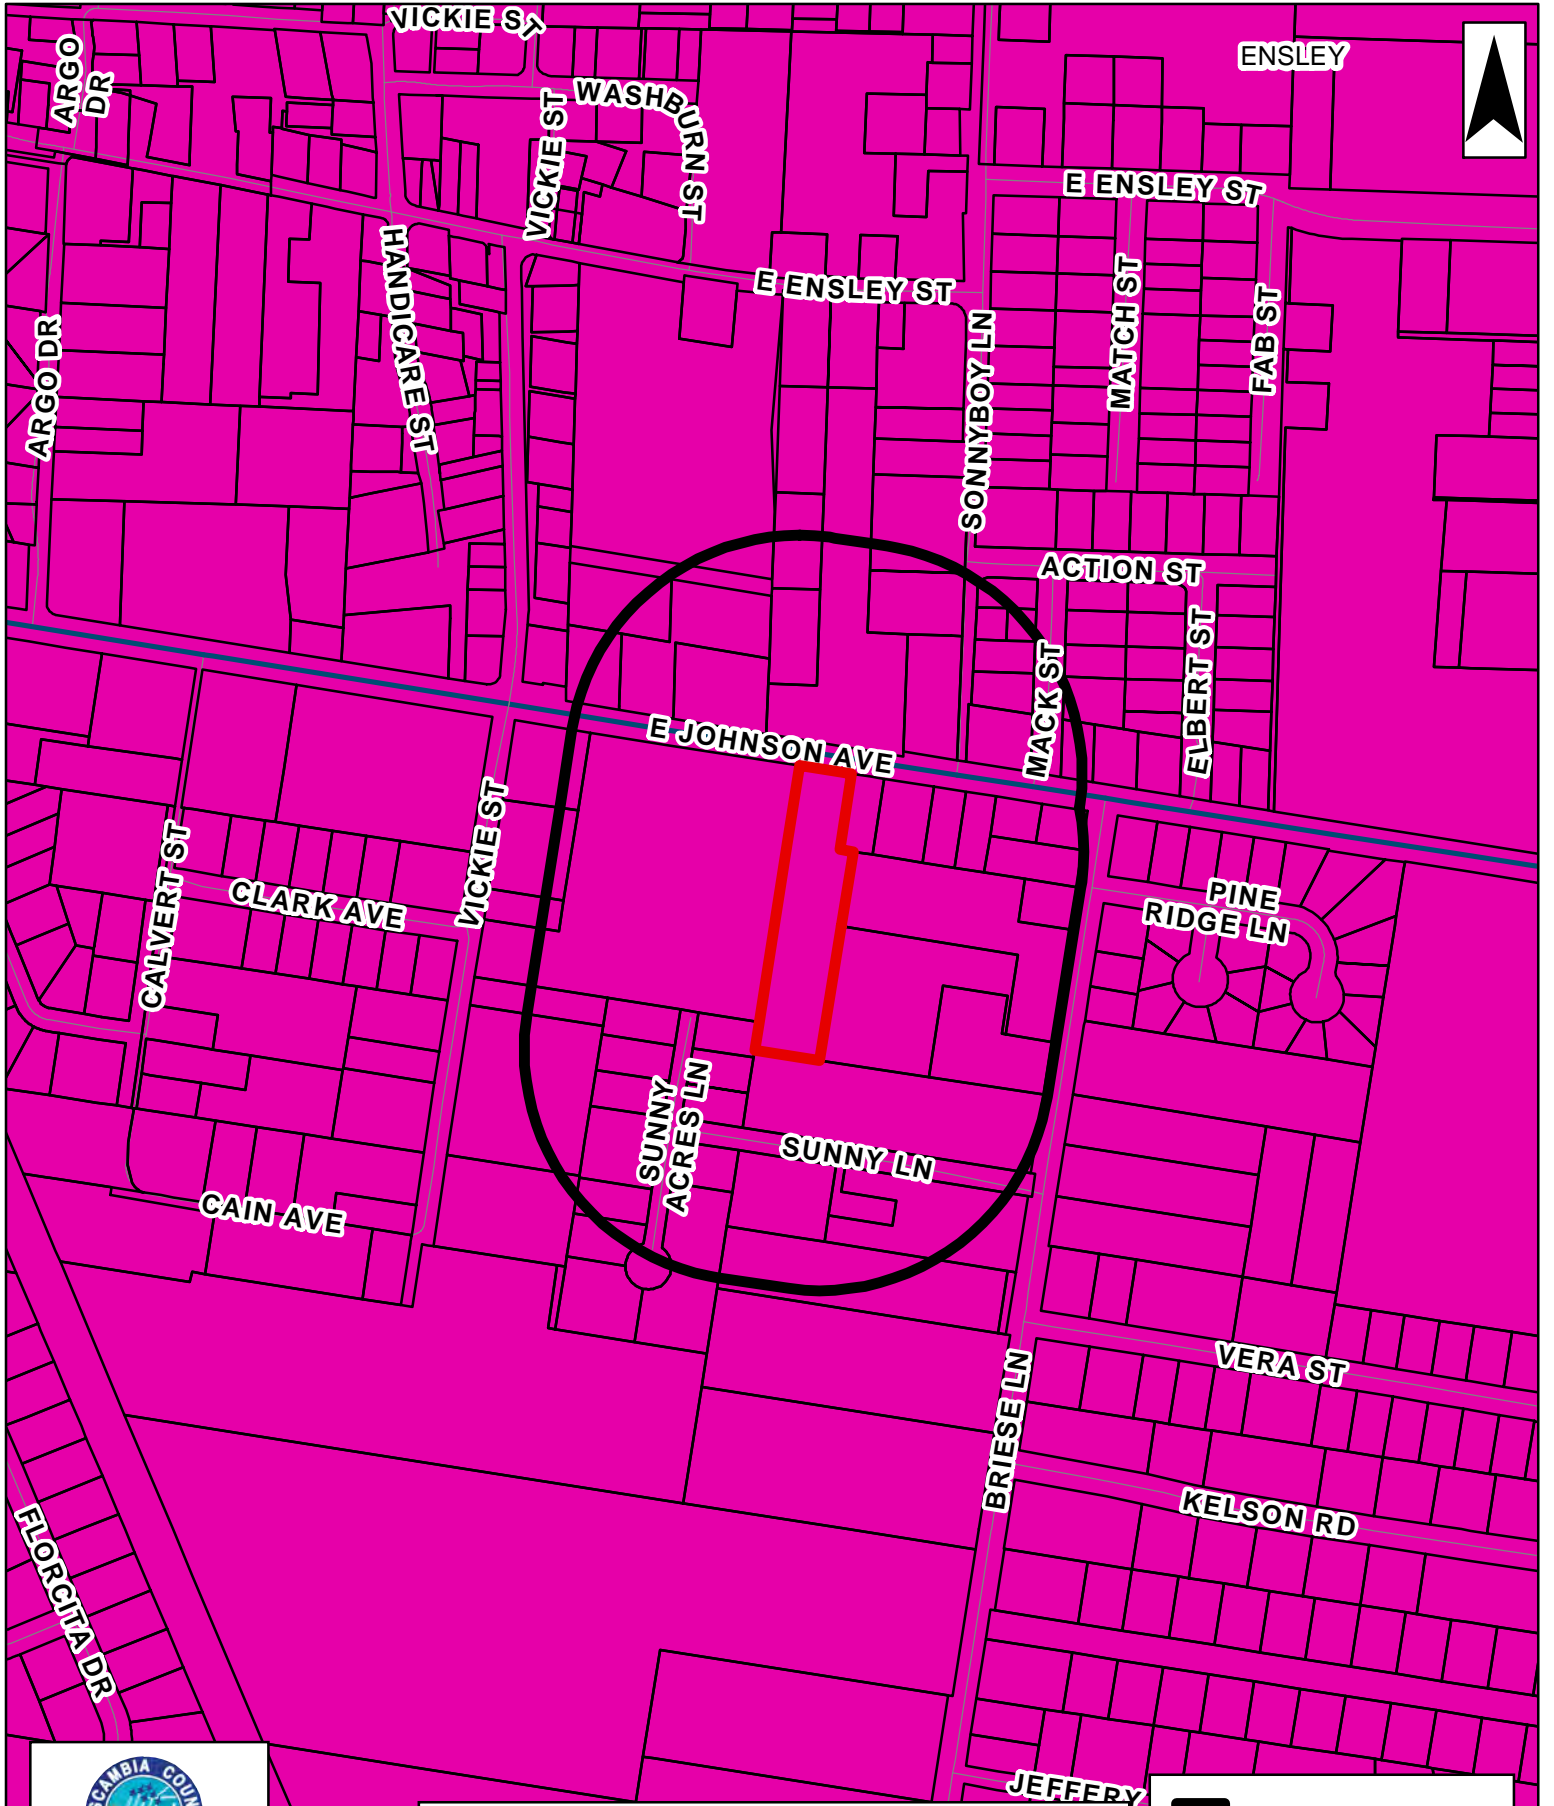 VICKIE ST
ENSLEY
ARGO
DR
WASHBURN ST
VICKIE ST
E ENSLEY ST
HANDICARE ST
E ENSLEY ST
MATCH ST
FAB ST
ARGO DR
SONNYBOY LN
ACTION ST
ELBERT ST
MACK ST
E JOHNSON AVE
VICKIE ST
CALVERT ST
CLARK AVE
PINE
RIDGE LN
SUNNY
ACRES LN
SUNNY LN
CAIN AVE
VERA ST
BRIESE LN
KELSON RD
FLORCITA DR
JEFFERY